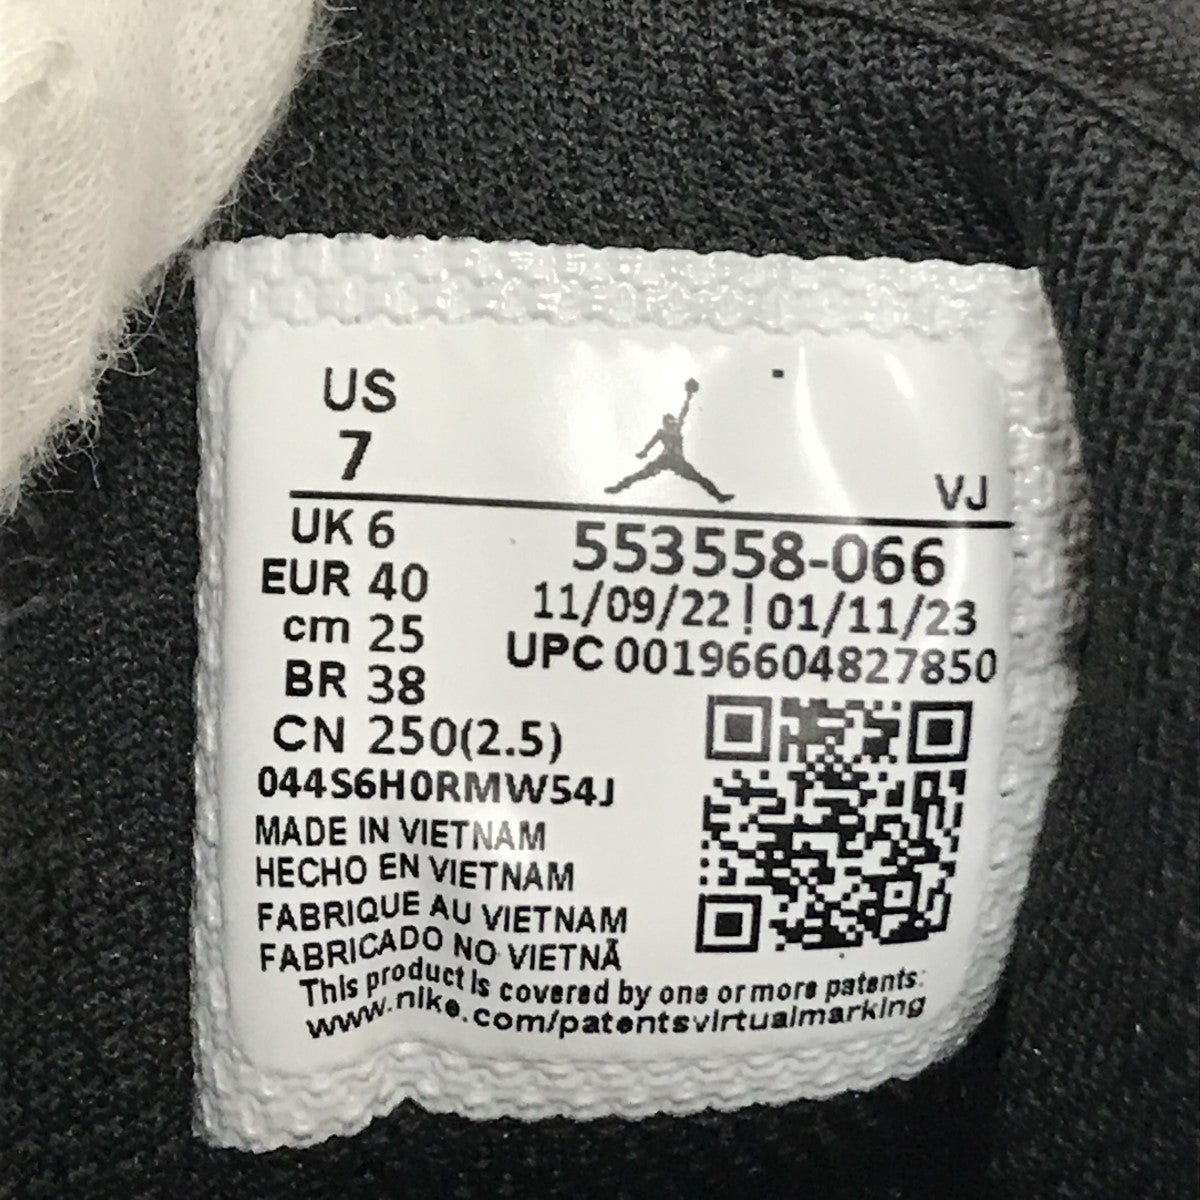 US
7
VJ
UK 6
EUR 40
cm 25
BR 38
CN 250(2.5)
553558-066
11/09/22 | 01/11/23
UPC 00196604827850
044S6H0RMW54J
MADE IN VIETNAM
HECHO EN VIETNAM
FABRIQUE AU VIETNAM
FABRICADO NO VIETNÃ
This product is covered by one or more patents:
www.nike.com/patentsvirtualmarking